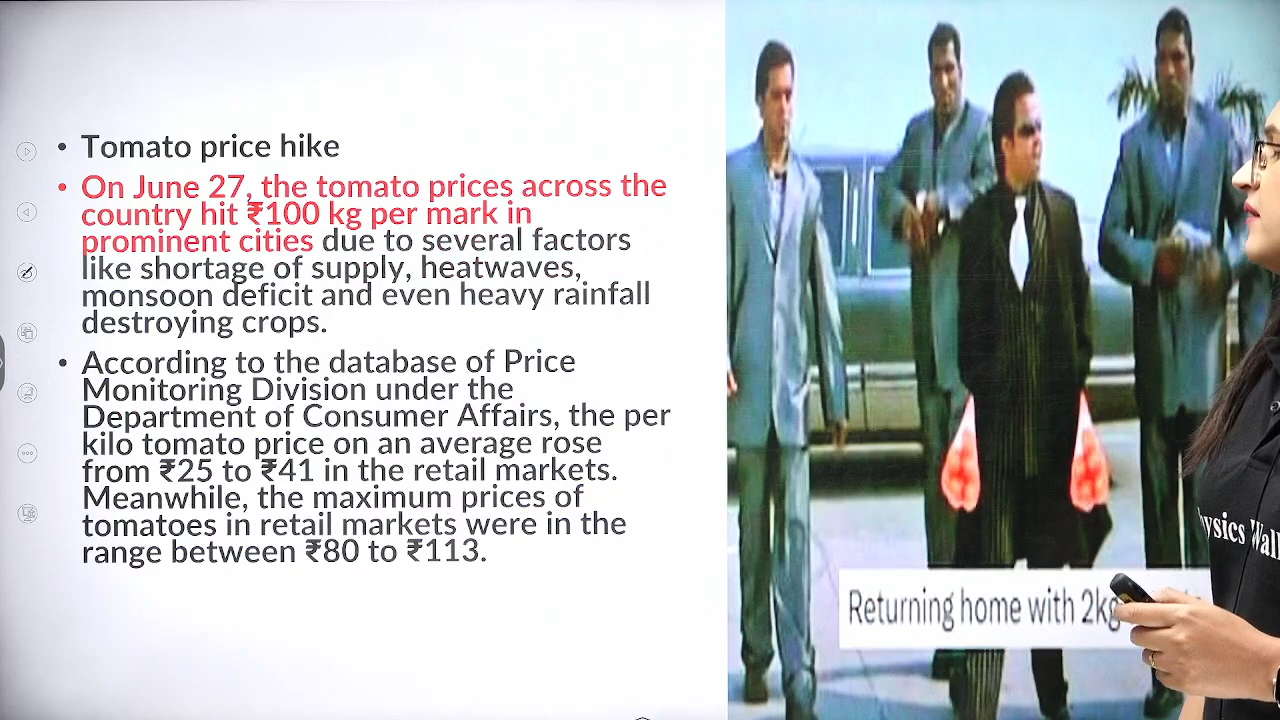 • Tomato price hike
• On June 27, the tomato prices across the
country hit ₹100 kg per mark in
prominent cities due to several factors
like shortage of supply, heatwaves,
monsoon deficit and even heavy rainfall
destroying crops.
• According to the database of Price
Monitoring Division under the
Department of Consumer Affairs, the per
kilo tomato price on an average rose
from ₹25 to ₹41 in the retail markets.
Meanwhile, the maximum prices of
tomatoes in retail markets were in the
range between ₹80 to ₹113.
Returning home with 2kg
ysics Wall